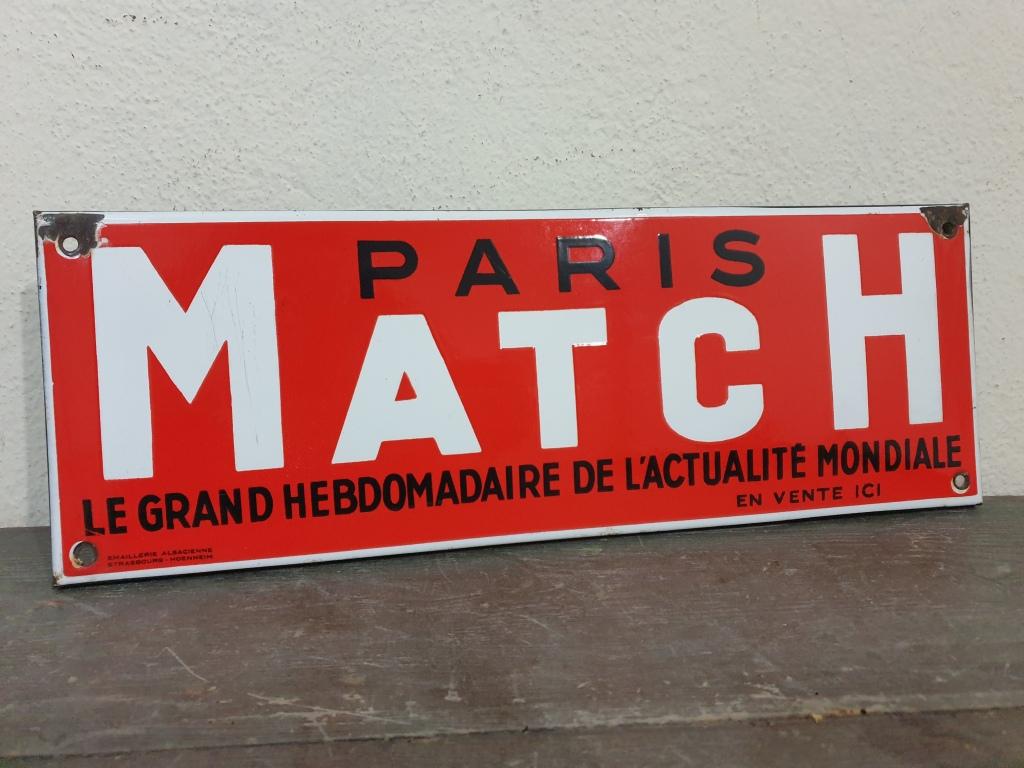 PARIS
MATCH
LE GRAND HEBDOMADAIRE DE L'ACTUALITÉ MONDIALE
EN VENTE ICI
EMAILLERIE ALSACIENNE
STRASBOURG - HOENHEIM